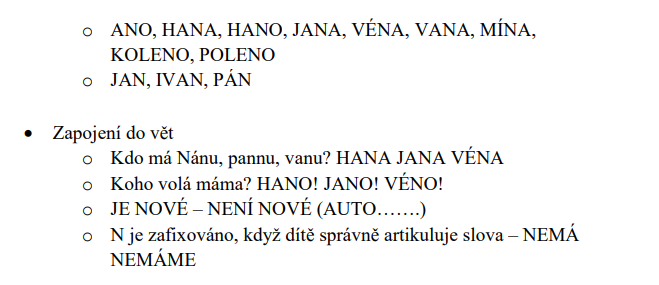 o ANO, HANA, HANO, JANA, VÉNA, VANA, MÍNA,
KOLENO, POLENO
o JAN, IVAN, PÁN
• Zapojení do vět
o Kdo má Nánu, pannu, vanu? HANA JANA VÉNA
o Koho volá máma? HANO! JANO! VÉNO!
o JE NOVÉ – NENÍ NOVÉ (AUTO…….)
o N je zafixováno, když dítě správně artikuluje slova – NEMÁ
NEMÁME